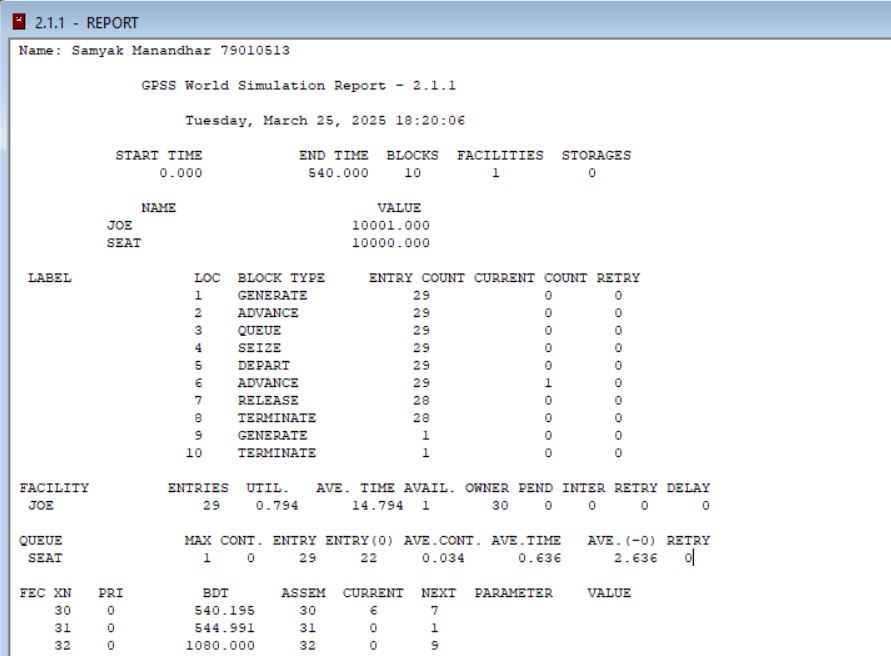 2.1.1 - REPORT
Name: Samyak Manandhar 79010513
GPSS World Simulation Report - 2.1.1
Tuesday, March 25, 2025 18:20:06
START TIME END TIME BLOCKS FACILITIES STORAGES
0.000 540.000 10 1 0
NAME VALUE
JOE 10001.000
SEAT 10000.000
LABEL LOC BLOCK TYPE ENTRY COUNT CURRENT COUNT RETRY
1 GENERATE 29 0 0
2 ADVANCE 29 0 0
3 QUEUE 29 0 0
4 SEIZE 29 0 0
5 DEPART 29 0 0
6 ADVANCE 29 1 0
7 RELEASE 28 0 0
8 TERMINATE 28 0 0
9 GENERATE 1 0 0
10 TERMINATE 1 0 0
FACILITY ENTRIES UTIL. AVE. TIME AVAIL. OWNER PEND INTER RETRY DELAY
JOE 29 0.794 14.794 1 30 0 0 0 0
QUEUE MAX CONT. ENTRY ENTRY(0) AVE.CONT. AVE.TIME AVE.(-0) RETRY
SEAT 1 0 29 22 0.034 0.636 2.636 0
FEC XN PRI BDT ASSEM CURRENT NEXT PARAMETER VALUE
30 0 540.195 30 6 7
31 0 544.991 31 0 1
32 0 1080.000 32 0 9